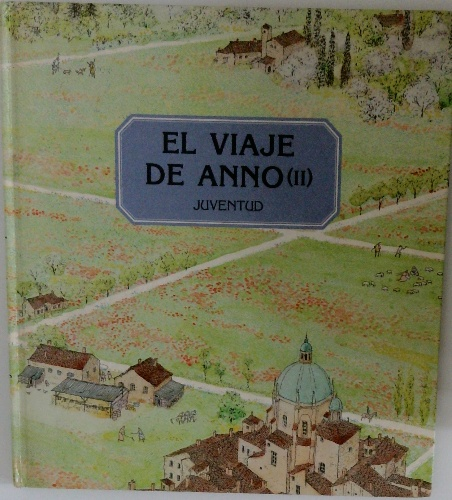 EL VIAJE
DE ANNO (II)
JUVENTUD